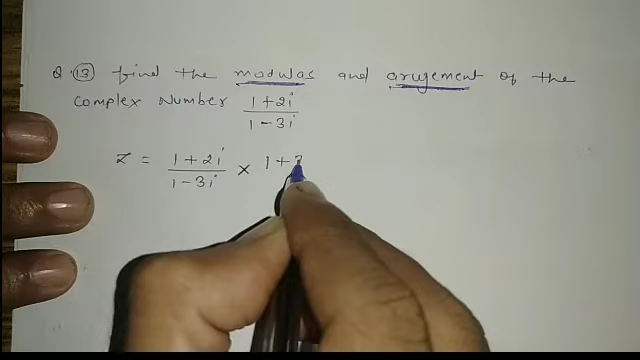 Q. 13 find the modulas and arugement of the
complex Number 1+2i / 1-3i
z = 1+2i / 1-3i × 1+3